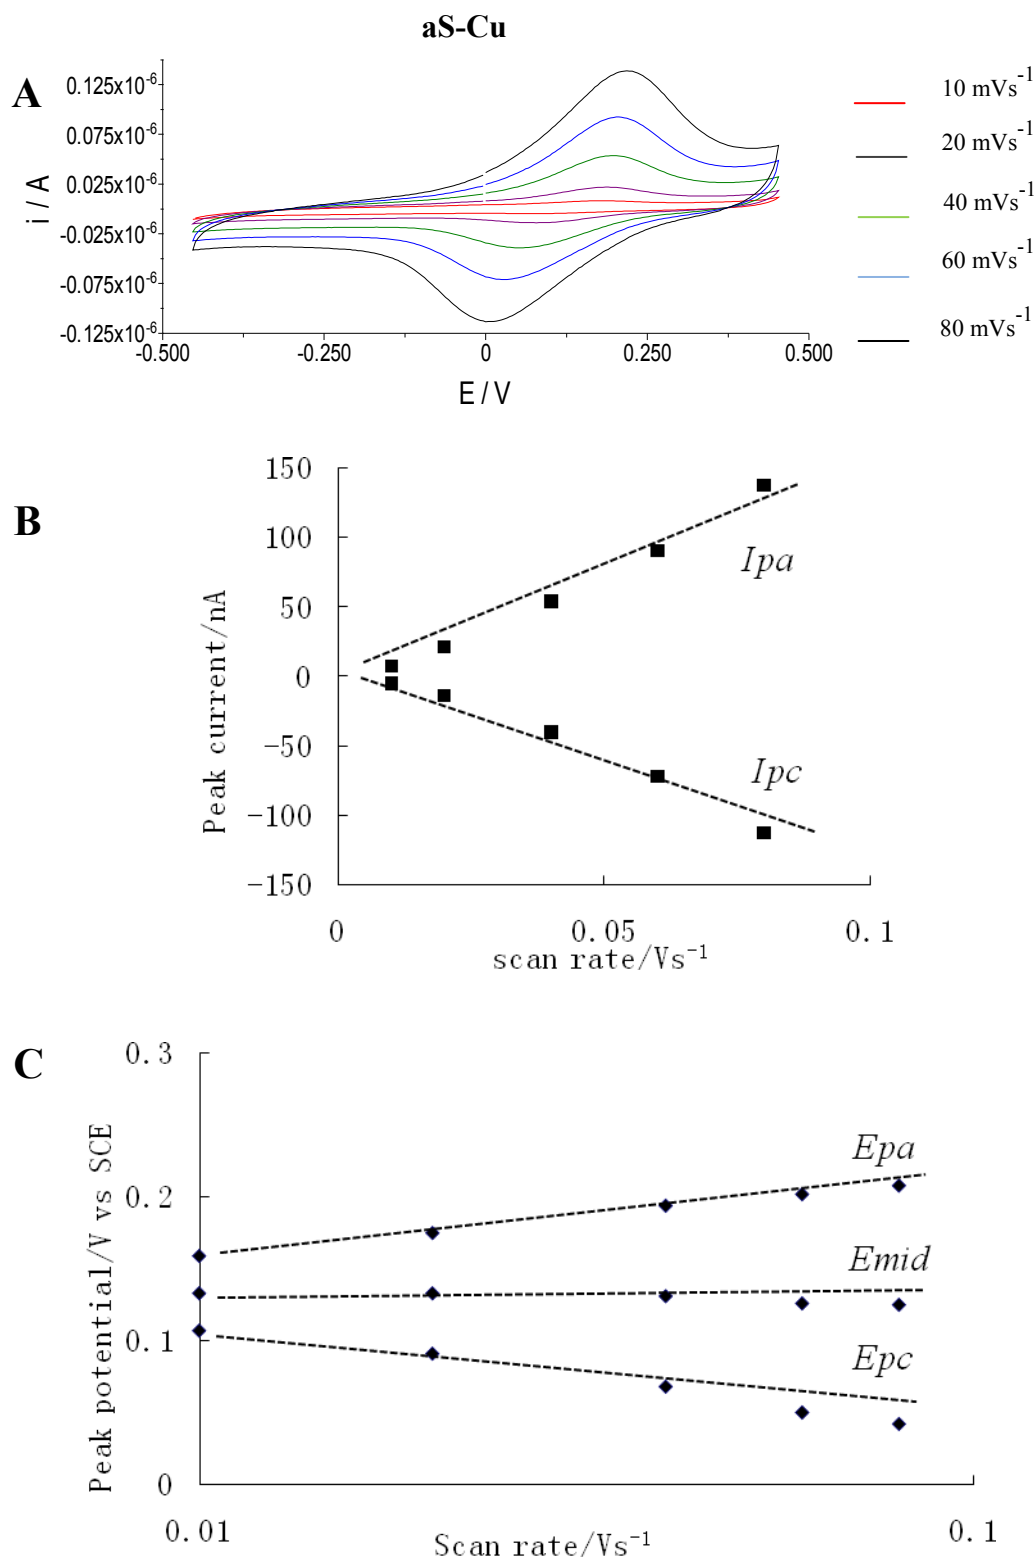 aS-Cu
A
0.125x10-6
0.075x10-6
0.025x10-6
-0.025x10-6
-0.075x10-6
-0.125x10-6
i / A
-0.500 -0.250 0 0.250 0.500
E / V
10 mVs-1
20 mVs-1
40 mVs-1
60 mVs-1
80 mVs-1
B
150
100
50
0
−50
−100
−150
Peak current/nA
Ipa
Ipc
0 0.05 0.1
scan rate/Vs-1
C
0.3
0.2
0.1
0
Peak potential/V vs SCE
Epa
Emid
Epc
0.01 0.1
Scan rate/Vs-1